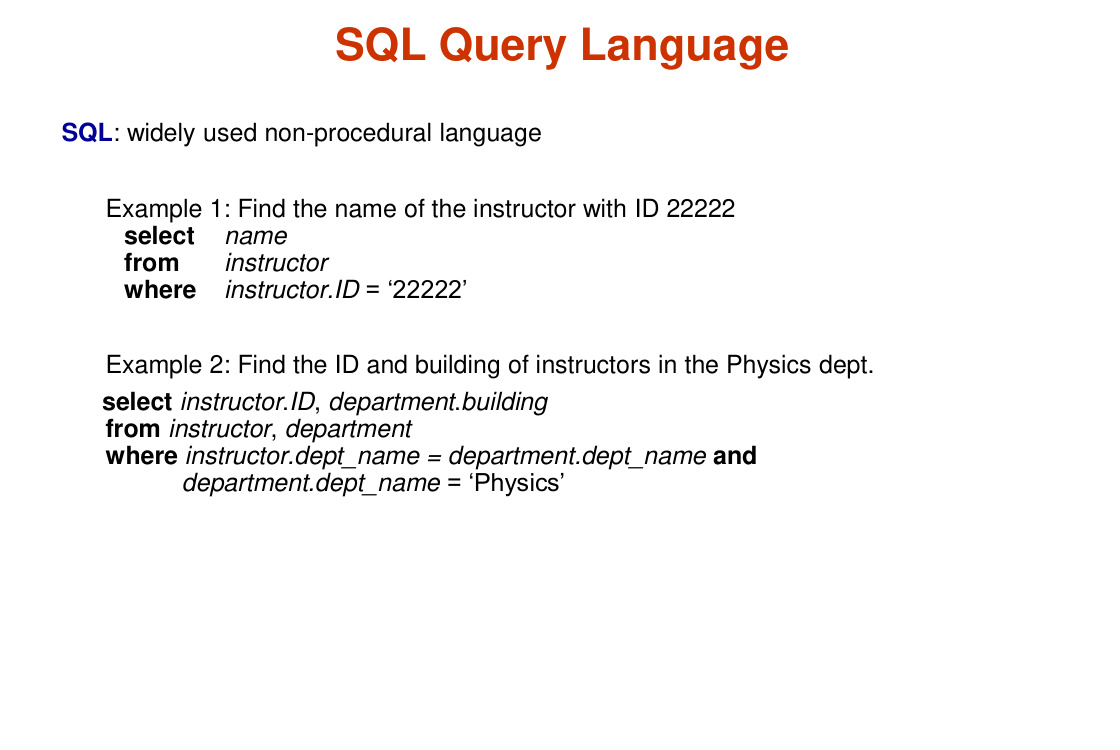 SQL Query Language
SQL: widely used non-procedural language
Example 1: Find the name of the instructor with ID 22222
select name
from instructor
where instructor.ID = ‘22222’
Example 2: Find the ID and building of instructors in the Physics dept.
select instructor.ID, department.building
from instructor, department
where instructor.dept_name = department.dept_name and
department.dept_name = ‘Physics’